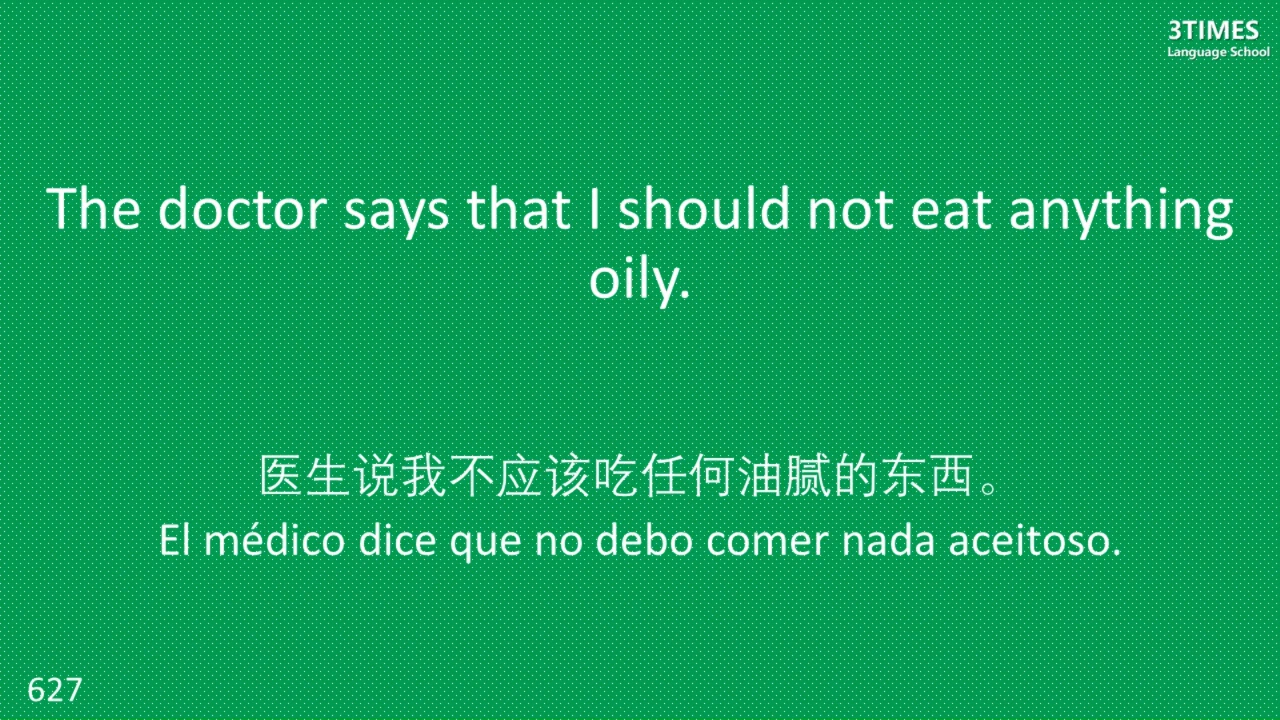 3TIMES
Language School
The doctor says that I should not eat anything
oily.
医生说我不应该吃任何油腻的东西。
El médico dice que no debo comer nada aceitoso.
627